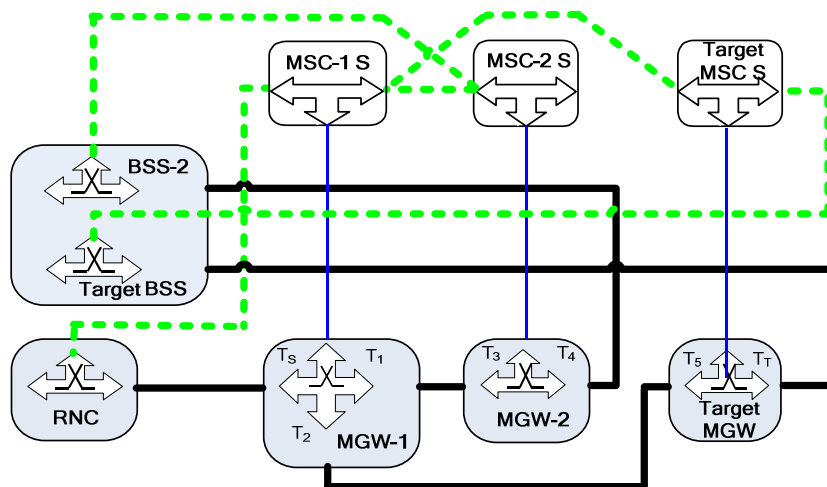 MSC-1 S
MSC-2 S
Target
MSC S
BSS-2
Target BSS
TS
T1
T2
MGW-1
T3
T4
MGW-2
T5
TT
Target
MGW
RNC